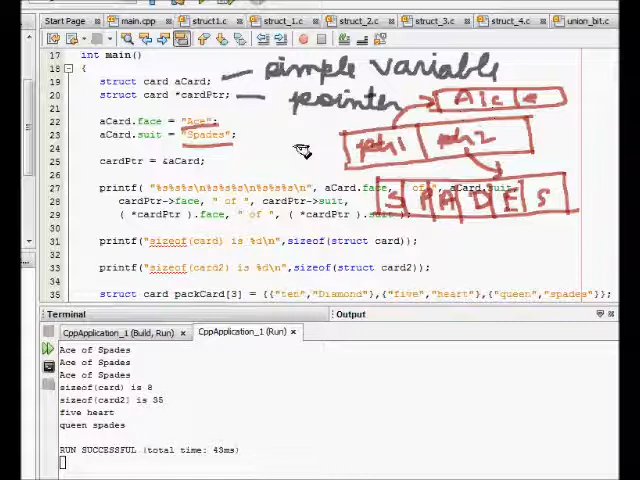 main.cpp struct1.c struct_1.c struct_2.c struct_3.c struct_4.c union_bit.c
17 int main()
18 {
19 struct card aCard; simple variable
20 struct card *cardPtr; pointer
21
22 aCard.face = "Ace"; A c e
23 aCard.suit = "Spades"; ptr1 ptr2
24
25 cardPtr = &aCard;
26
27 printf( "%s%s%s\n%s%s%s\n%s%s%s\n", aCard.face, " of ", aCard.suit,
S P A D E S
28 cardPtr->face, " of ", cardPtr->suit,
29 ( *cardPtr ).face, " of ", ( *cardPtr ).suit );
30
31 printf("sizeof(card) is %d\n",sizeof(struct card));
32
33 printf("sizeof(card2) is %d\n",sizeof(struct card2));
34
35 struct card packCard[3] = {{"ten","Diamond"},{"five","heart"},{"queen","spades"}};
Terminal Output
CppApplication_1 (Build, Run) CppApplication_1 (Run)
Ace of Spades
Ace of Spades
Ace of Spades
sizeof(card) is 8
sizeof(card2) is 35
five heart
queen spades
RUN SUCCESSFUL (total time: 43ms)